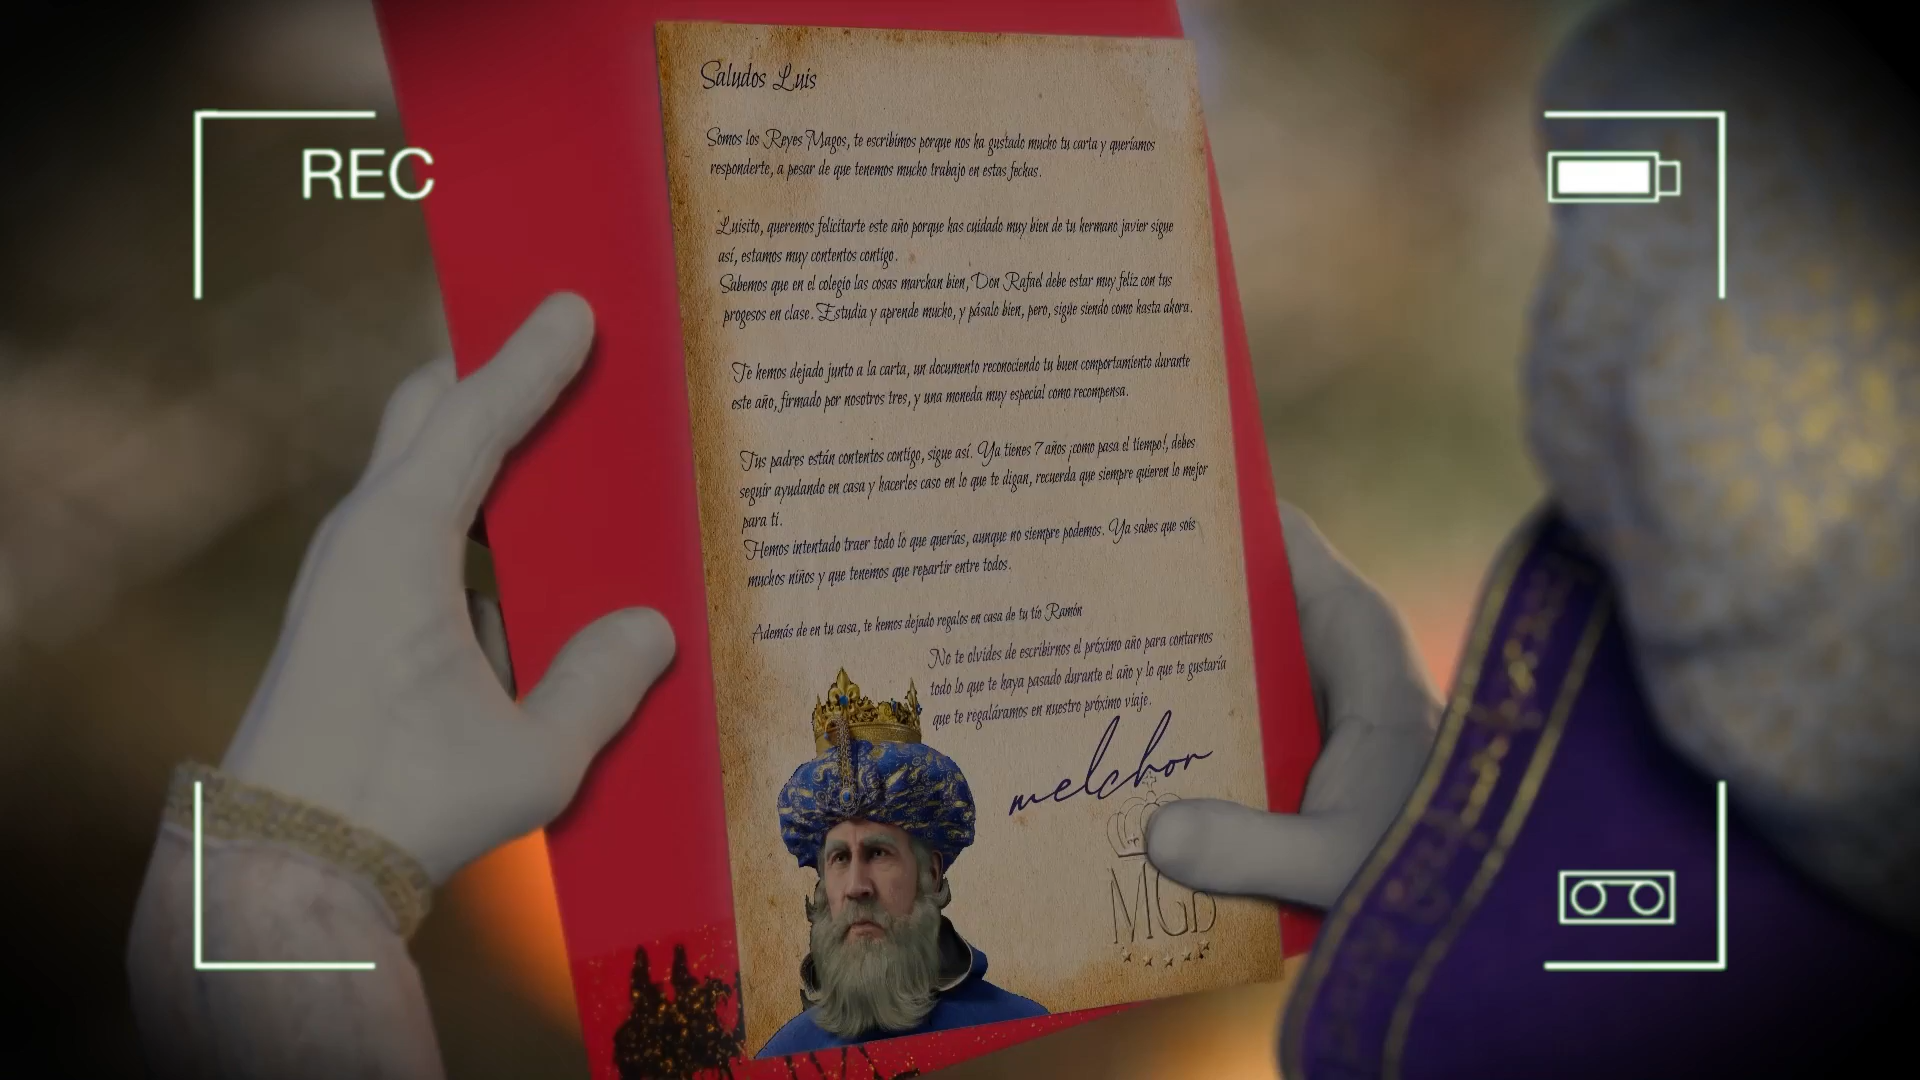 REC
Saludos Luis
Somos los Reyes Magos, te escribimos porque nos ha gustado mucho tu carta y queríamos
responderte, a pesar de que tenemos mucho trabajo en estas fechas.
Luisito, queremos felicitarte este año porque has cuidado muy bien de tu hermano javier sigue
así, estamos muy contentos contigo.
Sabemos que en el colegio las cosas marchan bien, Don Rafael debe estar muy feliz con tus
progesos en clase. Estudia y aprende mucho, y pásalo bien, pero, sigue siendo como hasta ahora.
Te hemos dejado junto a la carta, un documento reconociendo tu buen comportamiento durante
este año, firmado por nosotros tres, y una moneda muy especial como recompensa.
Tus padres están contentos contigo, sigue así. Ya tienes 7 años ¡como pasa el tiempo!, debes
seguir ayudando en casa y hacerles caso en lo que te digan, recuerda que siempre quieren lo mejor
para tí.
Hemos intentado traer todo lo que querías, aunque no siempre podemos. Ya sabes que sois
muchos niños y que tenemos que repartir entre todos.
Además de en tu casa, te hemos dejado regalos en casa de tu tío Ramón
No te olvides de escribirnos el próximo año para contarnos
todo lo que te haya pasado durante el año y lo que te gustaría
que te regaláramos en nuestro próximo viaje.
melchor
MGB